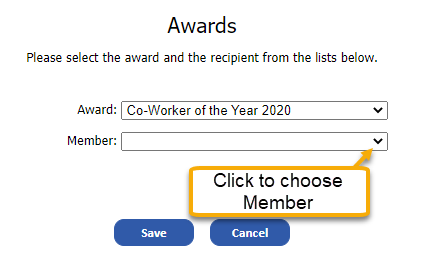 Awards
Please select the award and the recipient from the lists below.
Award: Co-Worker of the Year 2020
Member:
Click to choose
Member
Save Cancel